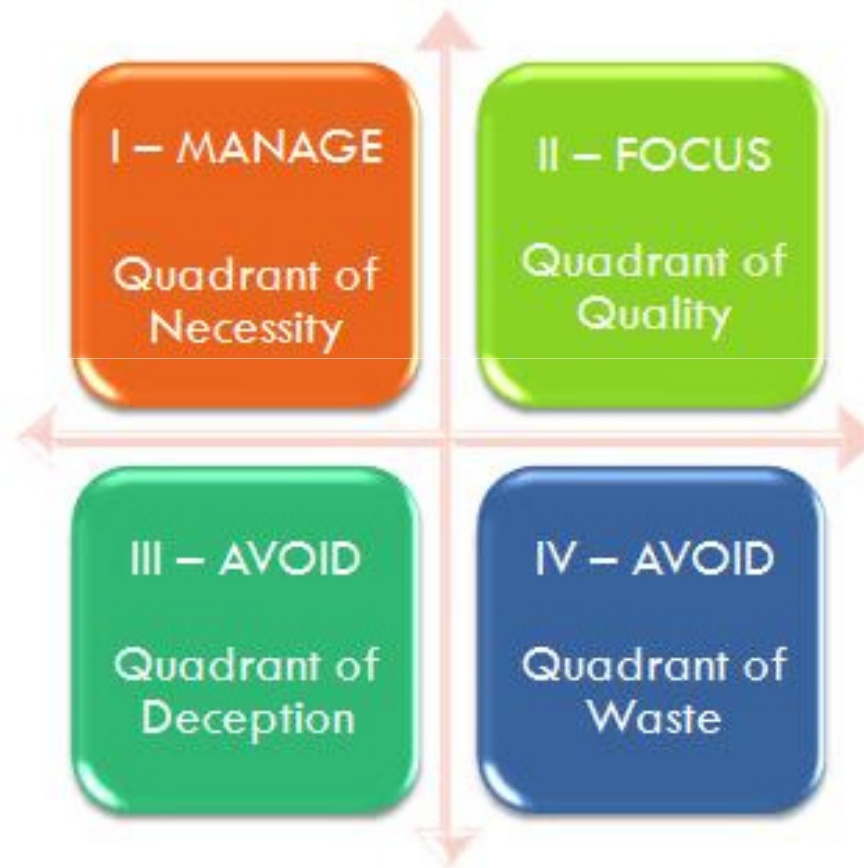 I – MANAGE
Quadrant of
Necessity
II – FOCUS
Quadrant of
Quality
III – AVOID
Quadrant of
Deception
IV – AVOID
Quadrant of
Waste